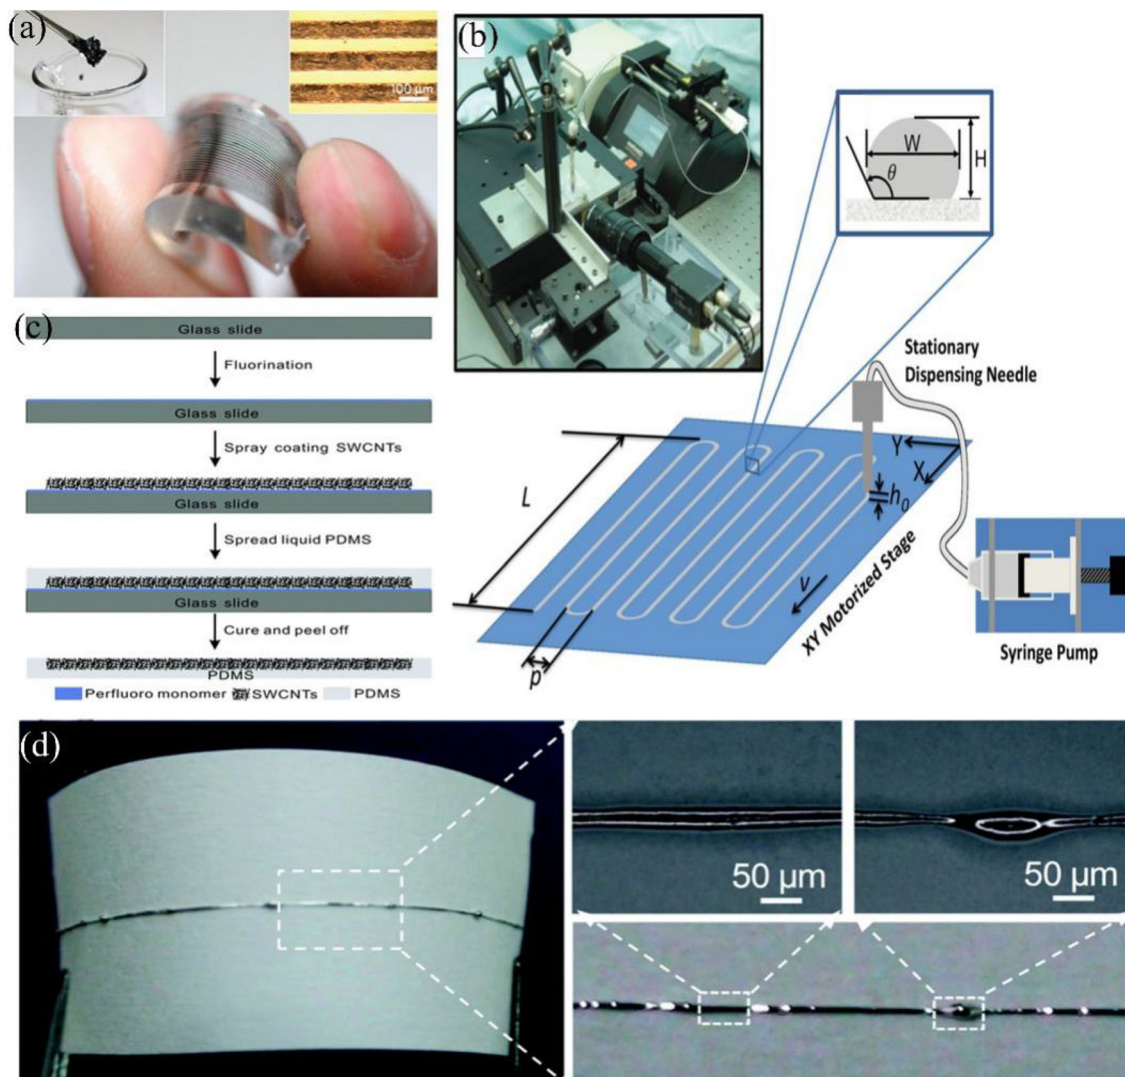 (a)
100 µm
(b)
W
H
θ
(c)
Glass slide
Fluorination
Glass slide
Spray coating SWCNTs
Glass slide
Spread liquid PDMS
Glass slide
Cure and peel off
PDMS
Perfluoro monomer SWCNTs PDMS
Stationary
Dispensing Needle
Y
X
L
h₀
v
XY Motorized Stage
p
Syringe Pump
(d)
50 µm
50 µm